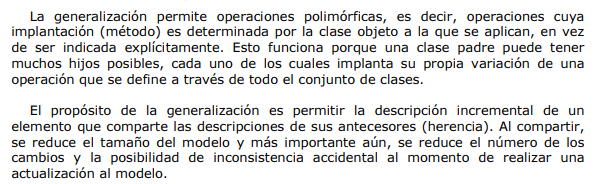 La generalización permite operaciones polimórficas, es decir, operaciones cuya
implantación (método) es determinada por la clase objeto a la que se aplican, en vez
de ser indicada explícitamente. Esto funciona porque una clase padre puede tener
muchos hijos posibles, cada uno de los cuales implanta su propia variación de una
operación que se define a través de todo el conjunto de clases.
El propósito de la generalización es permitir la descripción incremental de un
elemento que comparte las descripciones de sus antecesores (herencia). Al compartir,
se reduce el tamaño del modelo y más importante aún, se reduce el número de los
cambios y la posibilidad de inconsistencia accidental al momento de realizar una
actualización al modelo.